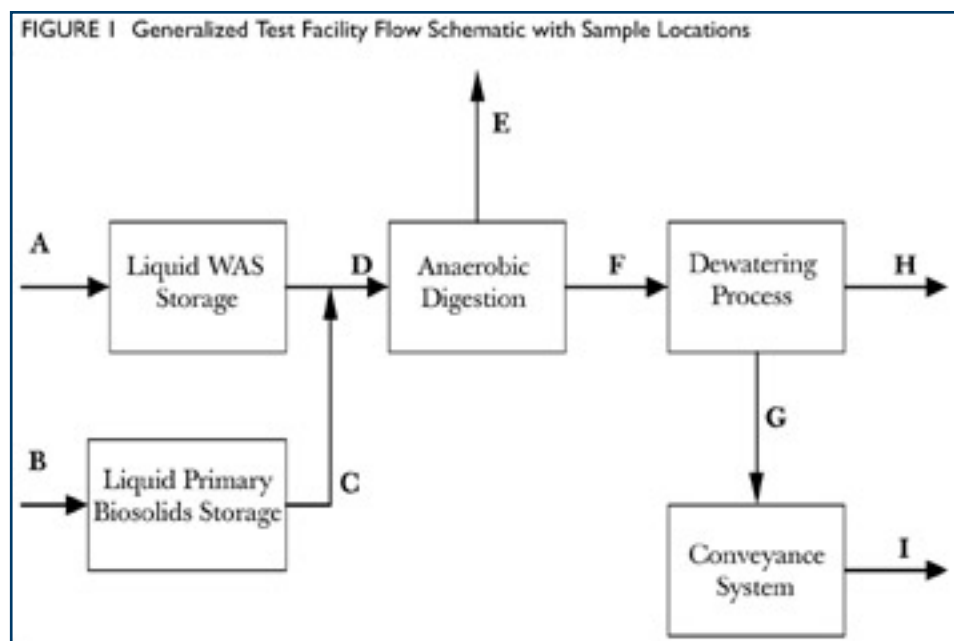 FIGURE 1 Generalized Test Facility Flow Schematic with Sample Locations
E
A
Liquid WAS
Storage
D
Anaerobic
Digestion
F
Dewatering
Process
H
B
Liquid Primary
Biosolids Storage
C
G
Conveyance
System
I